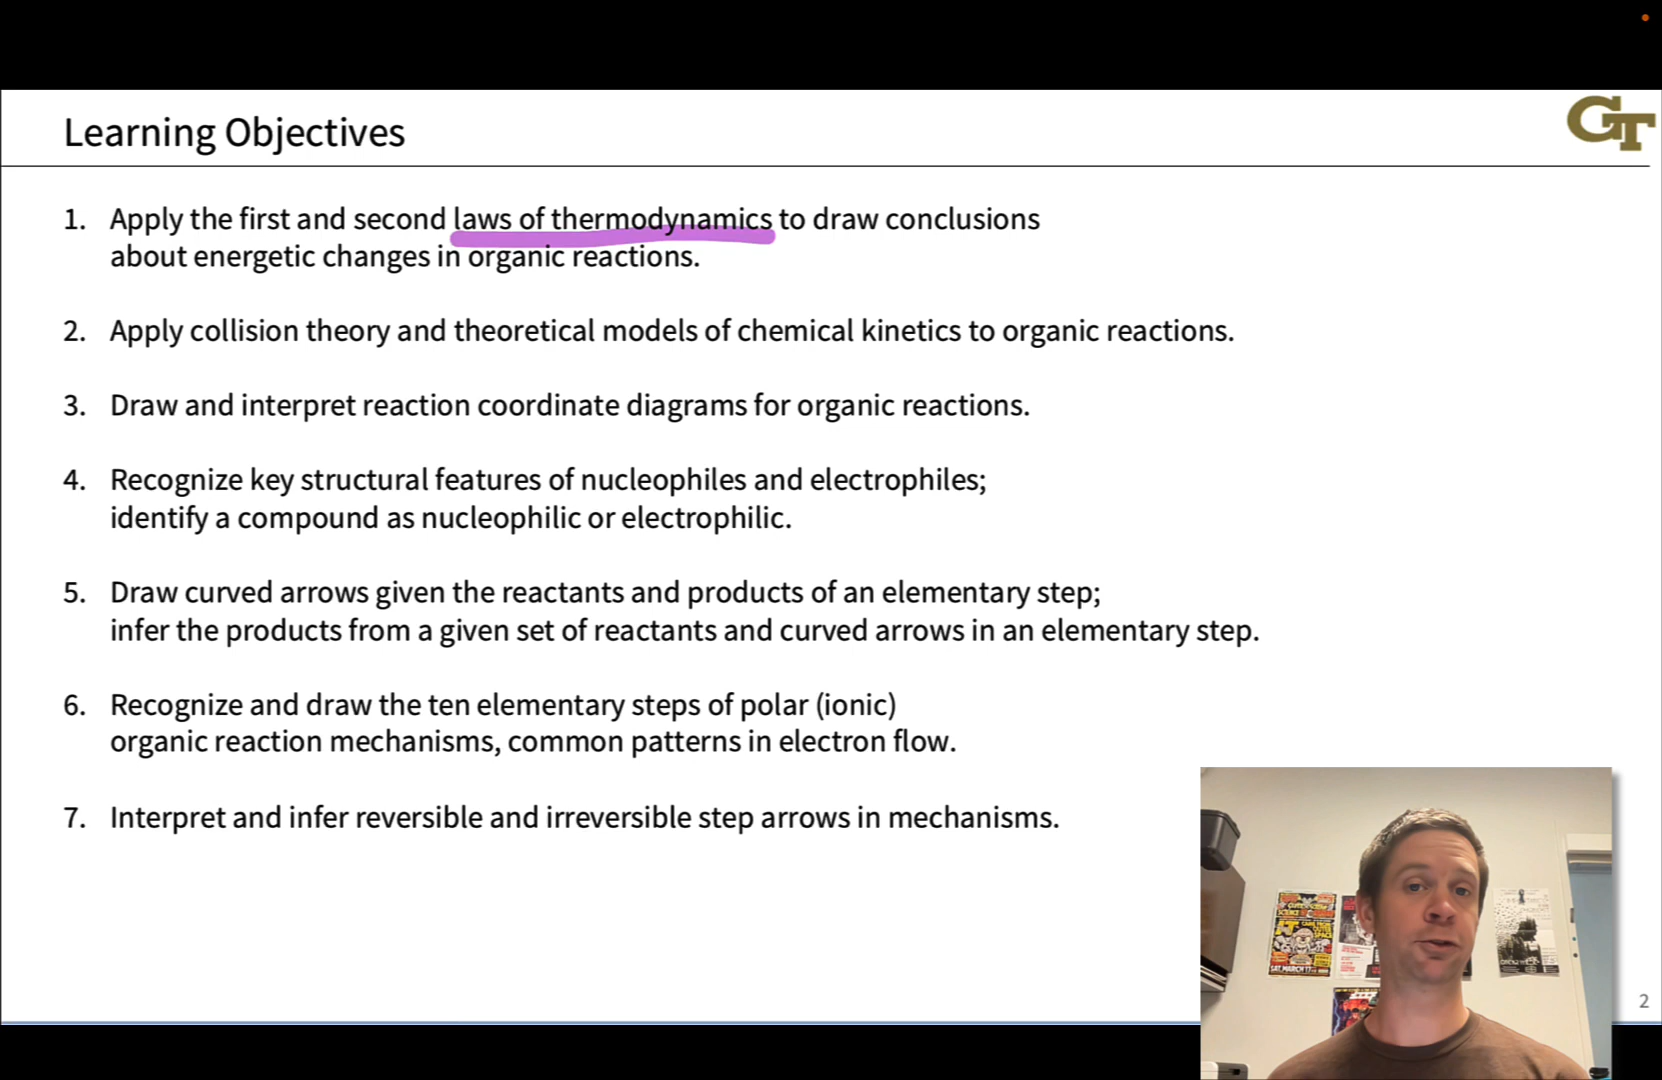 Learning Objectives
GT
1. Apply the first and second laws of thermodynamics to draw conclusions
about energetic changes in organic reactions.
2. Apply collision theory and theoretical models of chemical kinetics to organic reactions.
3. Draw and interpret reaction coordinate diagrams for organic reactions.
4. Recognize key structural features of nucleophiles and electrophiles;
identify a compound as nucleophilic or electrophilic.
5. Draw curved arrows given the reactants and products of an elementary step;
infer the products from a given set of reactants and curved arrows in an elementary step.
6. Recognize and draw the ten elementary steps of polar (ionic)
organic reaction mechanisms, common patterns in electron flow.
7. Interpret and infer reversible and irreversible step arrows in mechanisms.
SAT. MARCH 17
2